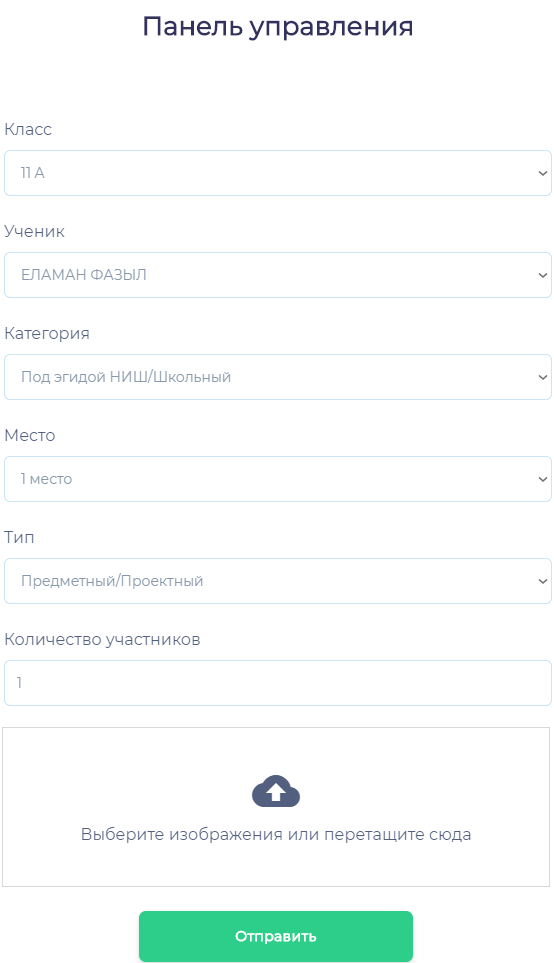 Панель управления
Класс
11 А
Ученик
ЕЛАМАН ФАЗЫЛ
Категория
Под эгидой НИШ/Школьный
Место
1 место
Тип
Предметный/Проектный
Количество участников
1
Выберите изображения или перетащите сюда
Отправить